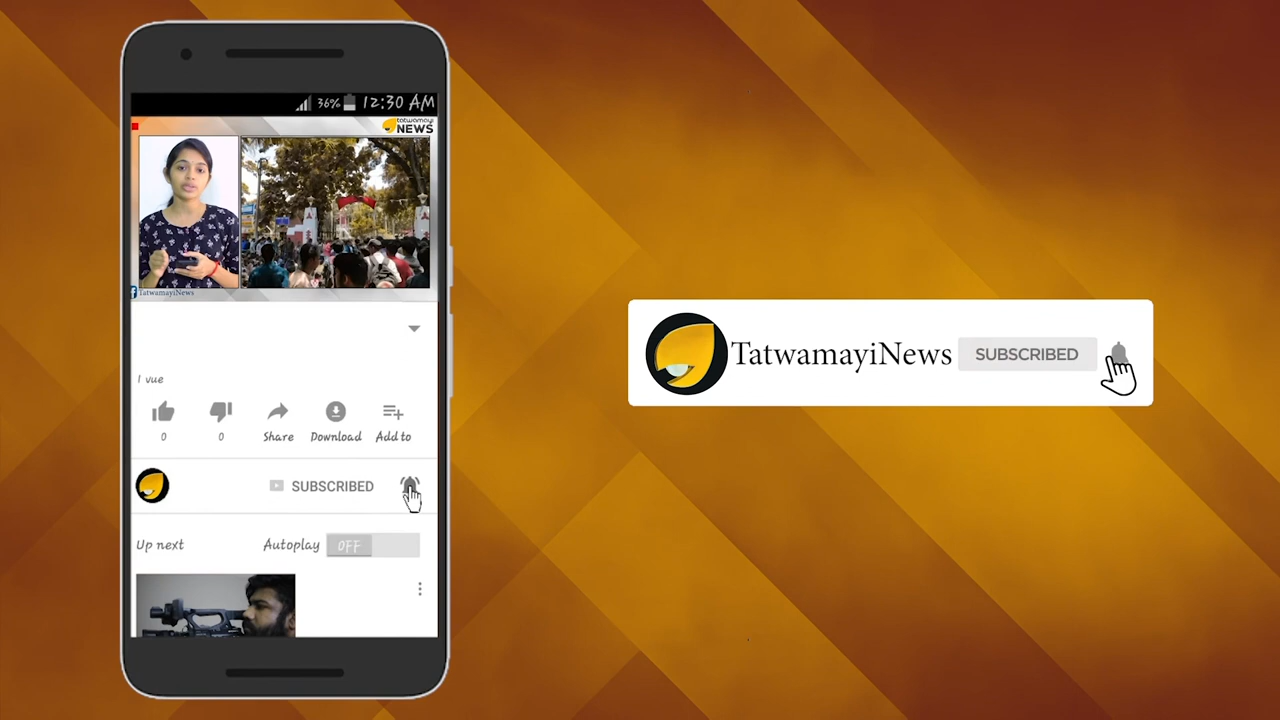 36% 12:30 AM
tatwamayi
NEWS
TatwamayiNews
1 vue
0 0 Share Download Add to
SUBSCRIBED
Up next Autoplay OFF
TatwamayiNews SUBSCRIBED